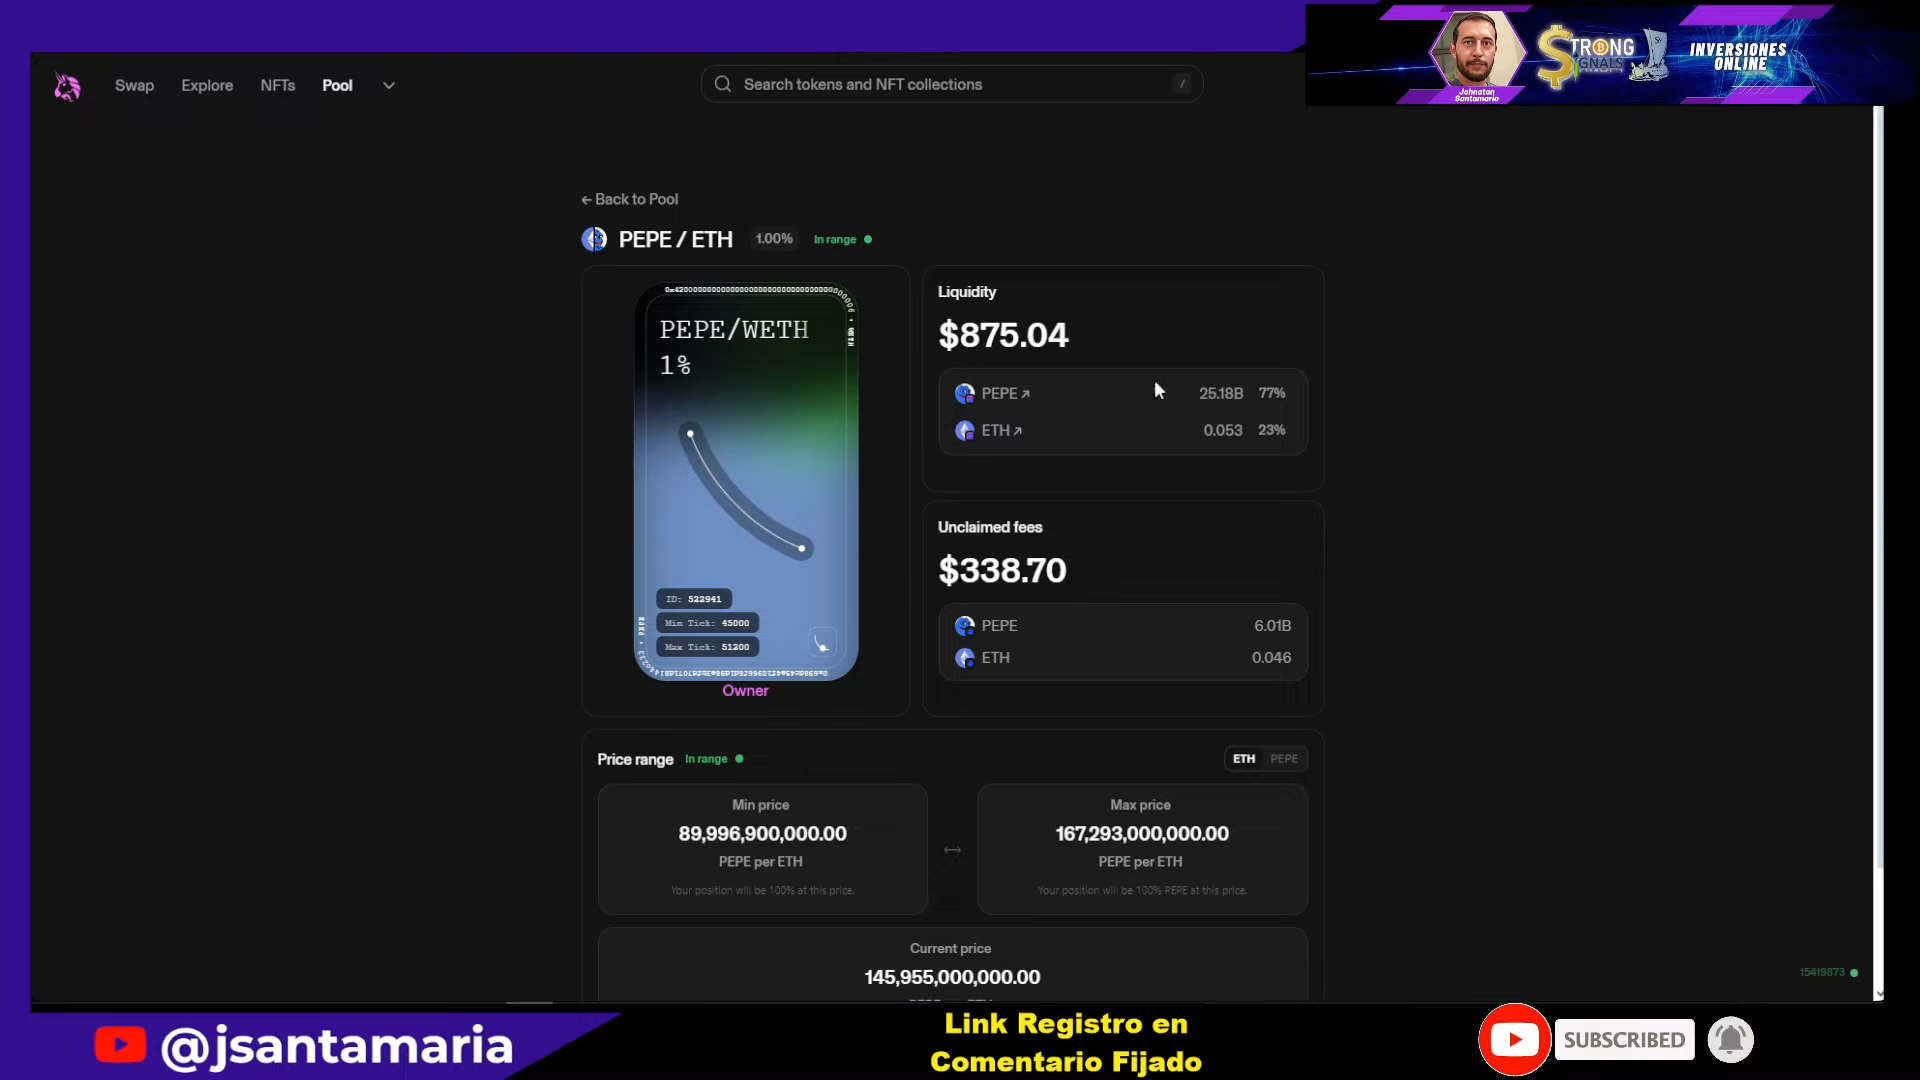 Swap
Explore
NFTs
Pool
Search tokens and NFT collections
/
Johnatan
Santamaria
STRONG
INVERSIONES
ONLINE
← Back to Pool
PEPE / ETH
1.00%
In range
PEPE/WETH
1%
ID: 522941
Min Tick: 45000
Max Tick: 51200
Owner
Liquidity
$875.04
PEPE ↗
25.18B
77%
ETH ↗
0.053
23%
Unclaimed fees
$338.70
PEPE
6.01B
ETH
0.046
Price range
In range
ETH
PEPE
Min price
89,996,900,000.00
PEPE per ETH
Your position will be 100% at this price.
Max price
167,293,000,000.00
PEPE per ETH
Your position will be 100% PEPE at this price.
Current price
145,955,000,000.00
15419873
@jsantamaria
Link Registro en
Comentario Fijado
SUBSCRIBED